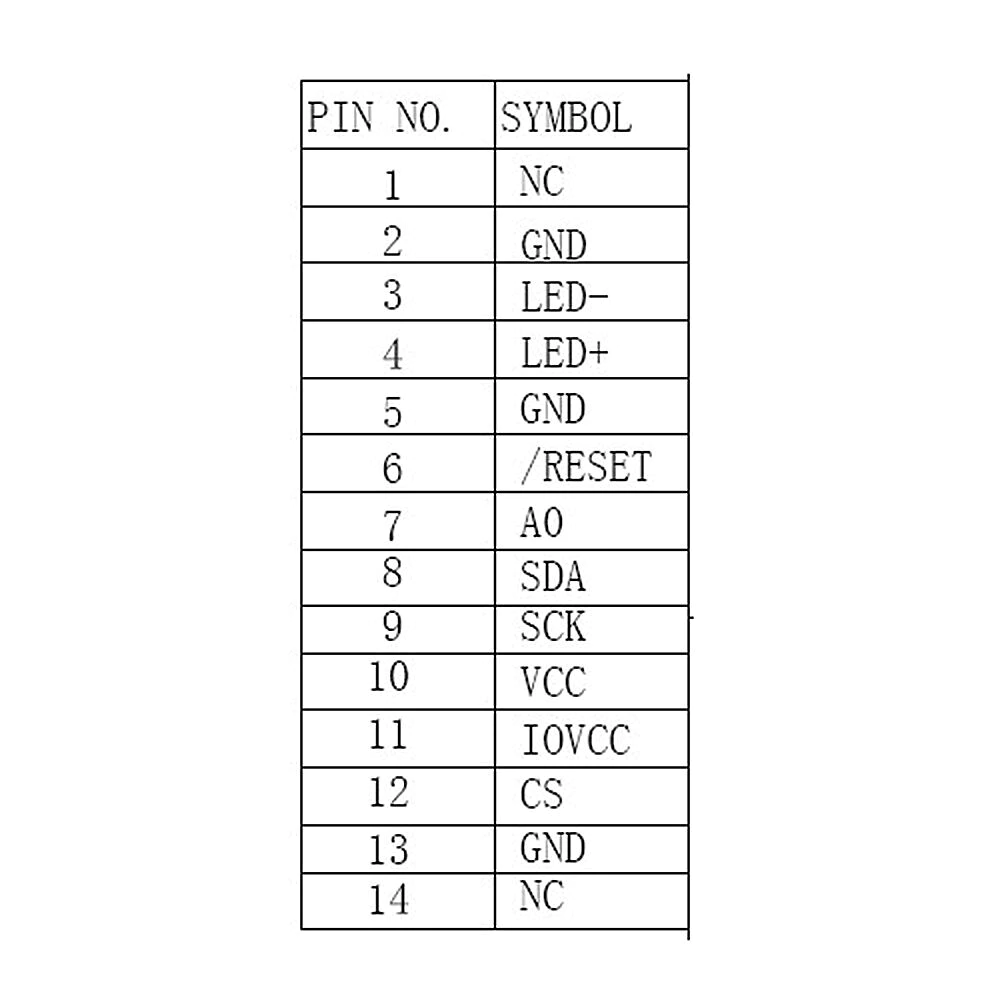 PIN NO. SYMBOL
1 NC
2 GND
3 LED-
4 LED+
5 GND
6 /RESET
7 A0
8 SDA
9 SCK
10 VCC
11 IOVCC
12 CS
13 GND
14 NC